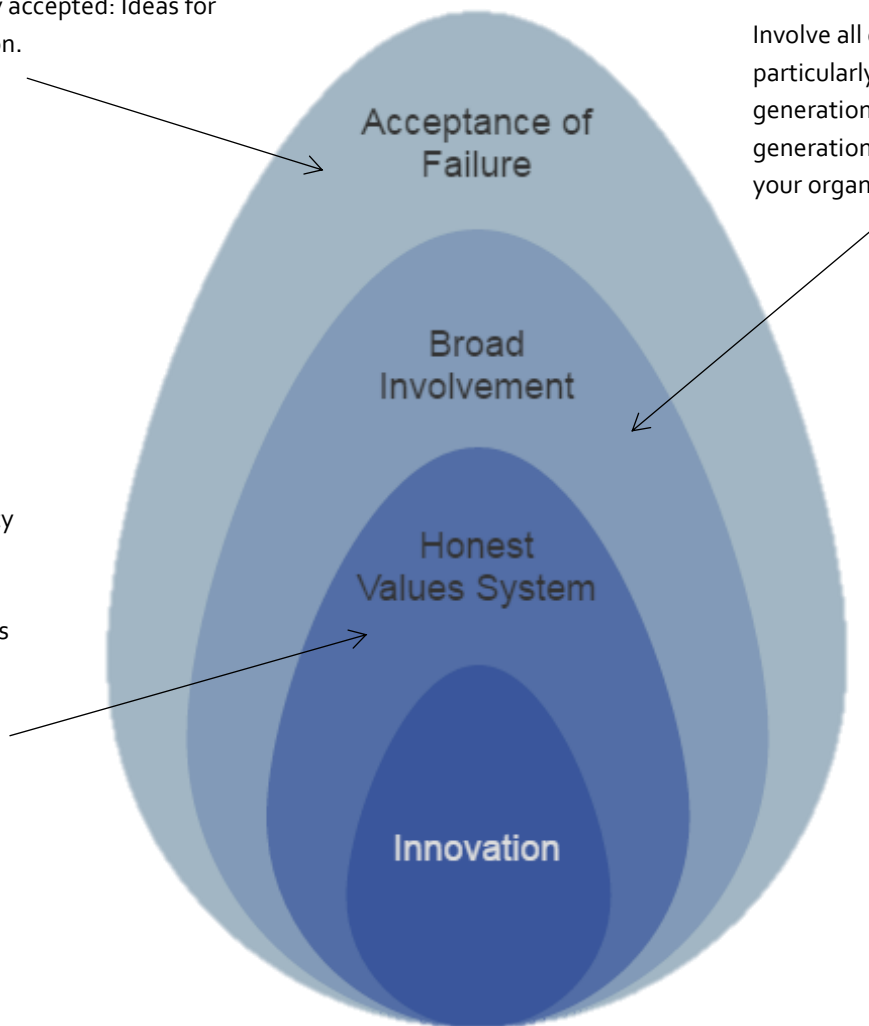 accepted: Ideas for
Involve all
particularly
generation
generation
your organ
Acceptance of
Failure
Broad
Involvement
Honest
Values System
Innovation